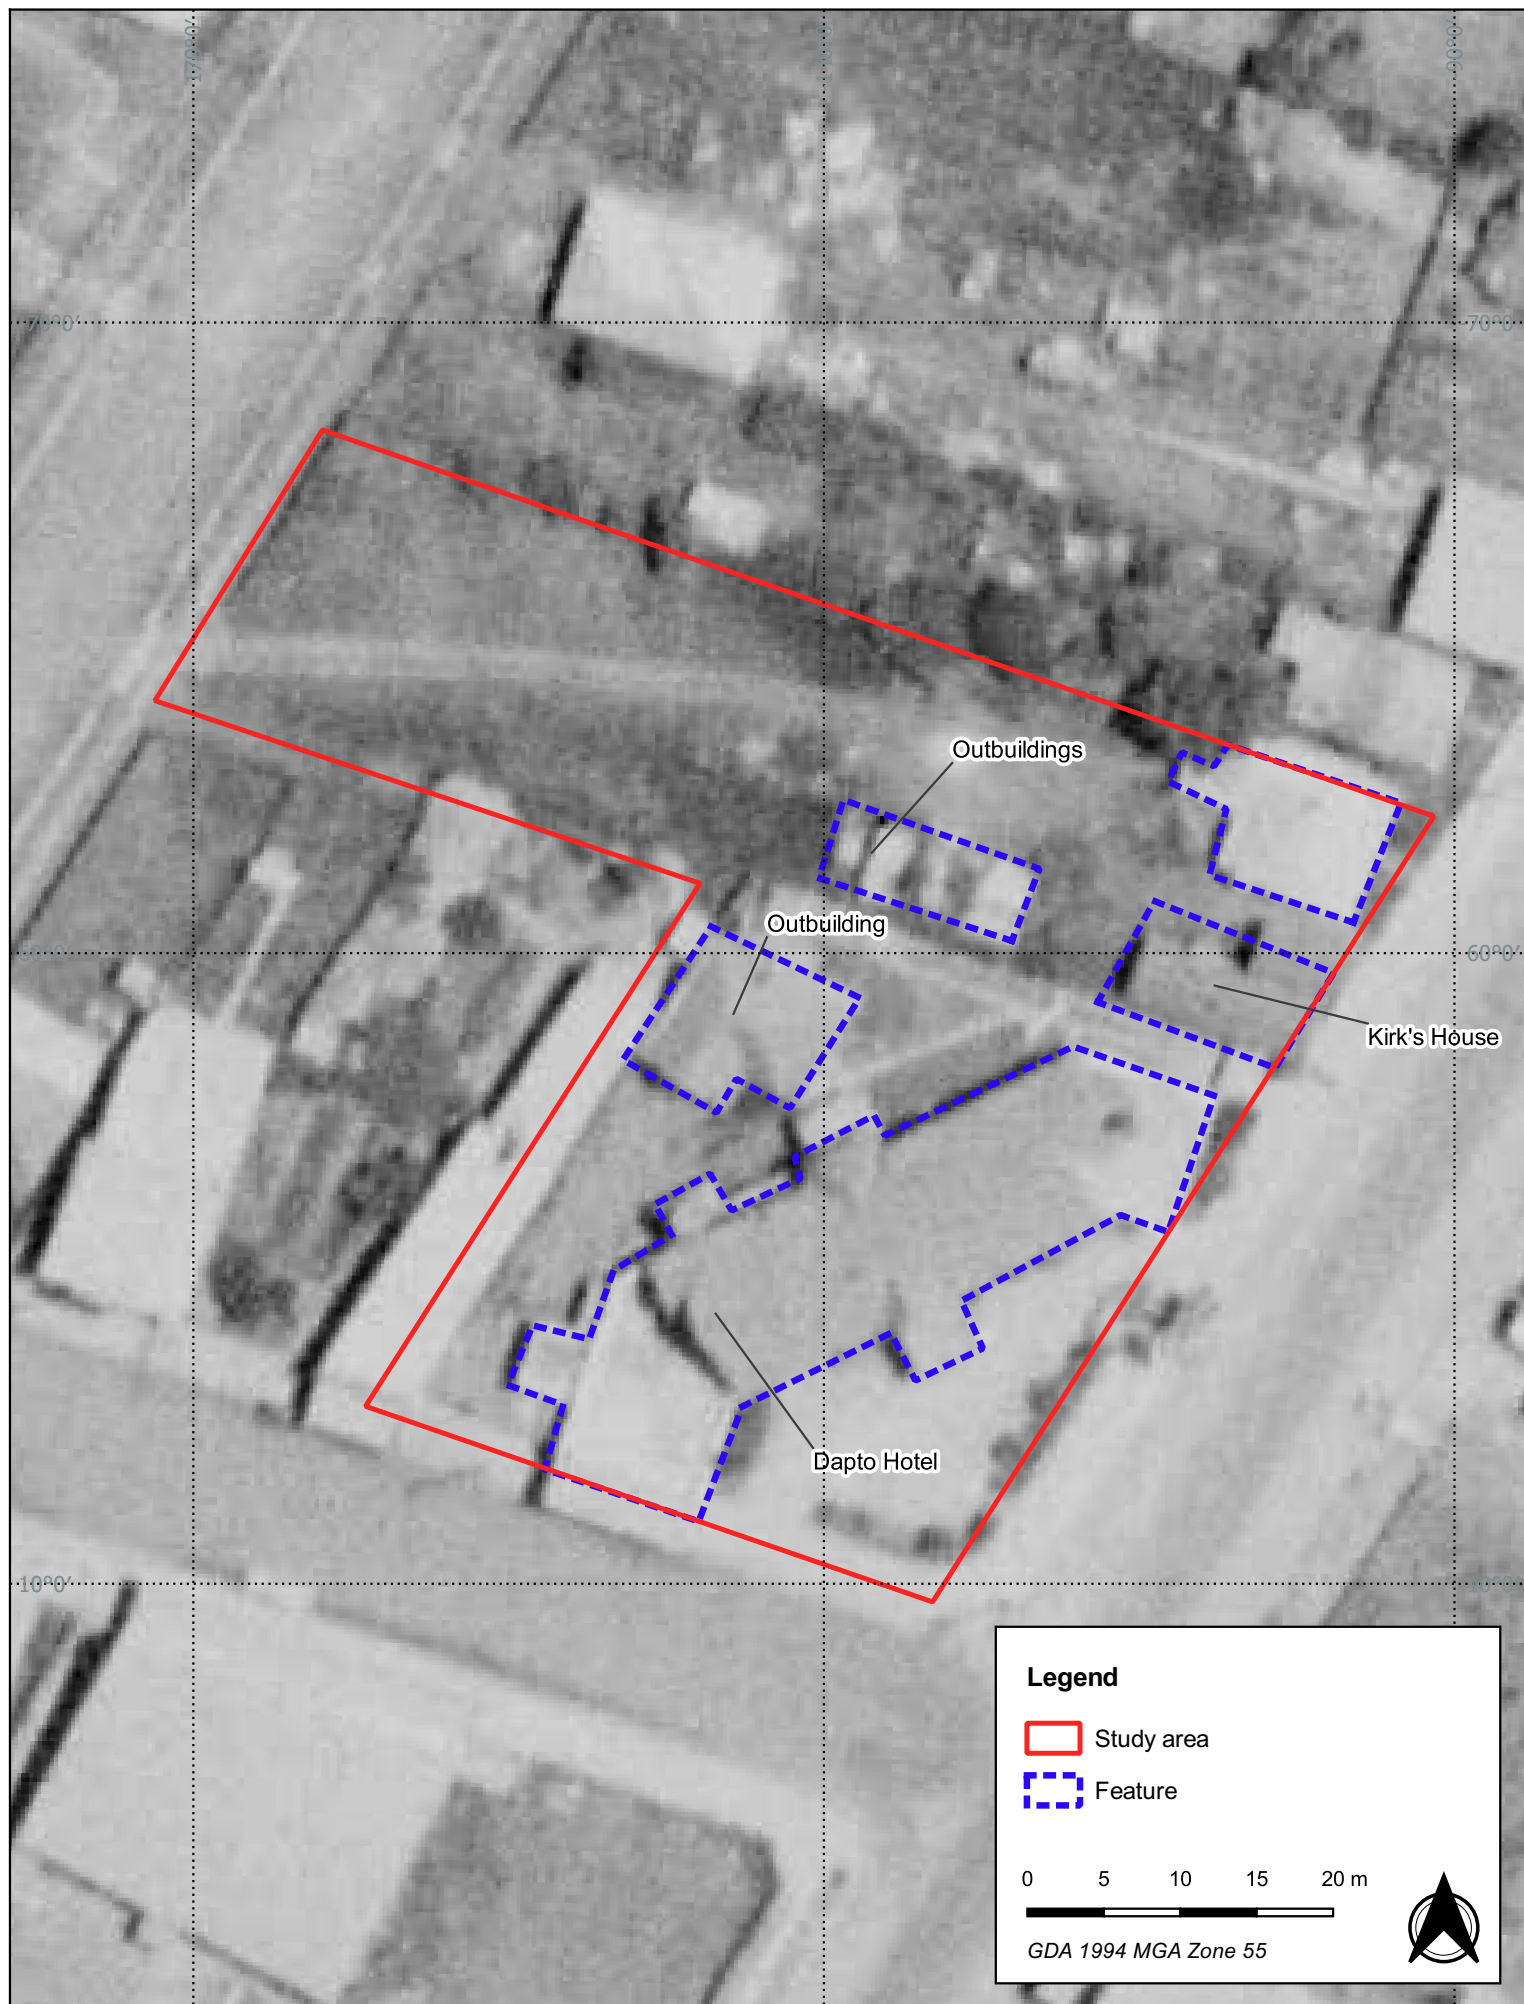 Outbuildings
Outbuilding
Kirk's House
Dapto Hotel
Legend
Study area
Feature
0 5 10 15 20 m
GDA 1994 MGA Zone 55